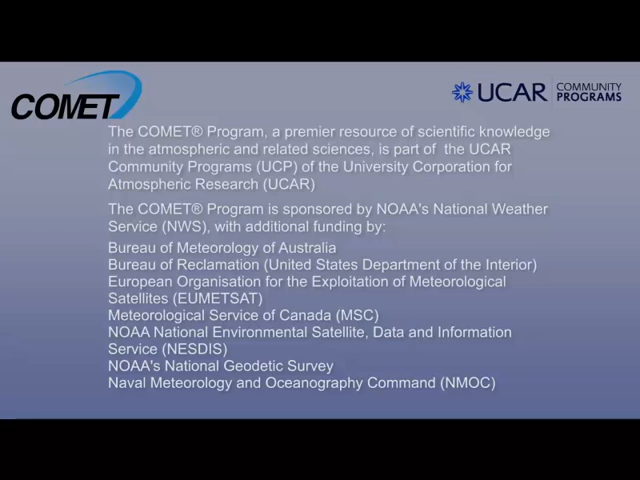 COMET
UCAR
COMMUNITY
PROGRAMS
The COMET® Program, a premier resource of scientific knowledge
in the atmospheric and related sciences, is part of the UCAR
Community Programs (UCP) of the University Corporation for
Atmospheric Research (UCAR)
The COMET® Program is sponsored by NOAA's National Weather
Service (NWS), with additional funding by:
Bureau of Meteorology of Australia
Bureau of Reclamation (United States Department of the Interior)
European Organisation for the Exploitation of Meteorological
Satellites (EUMETSAT)
Meteorological Service of Canada (MSC)
NOAA National Environmental Satellite, Data and Information
Service (NESDIS)
NOAA's National Geodetic Survey
Naval Meteorology and Oceanography Command (NMOC)